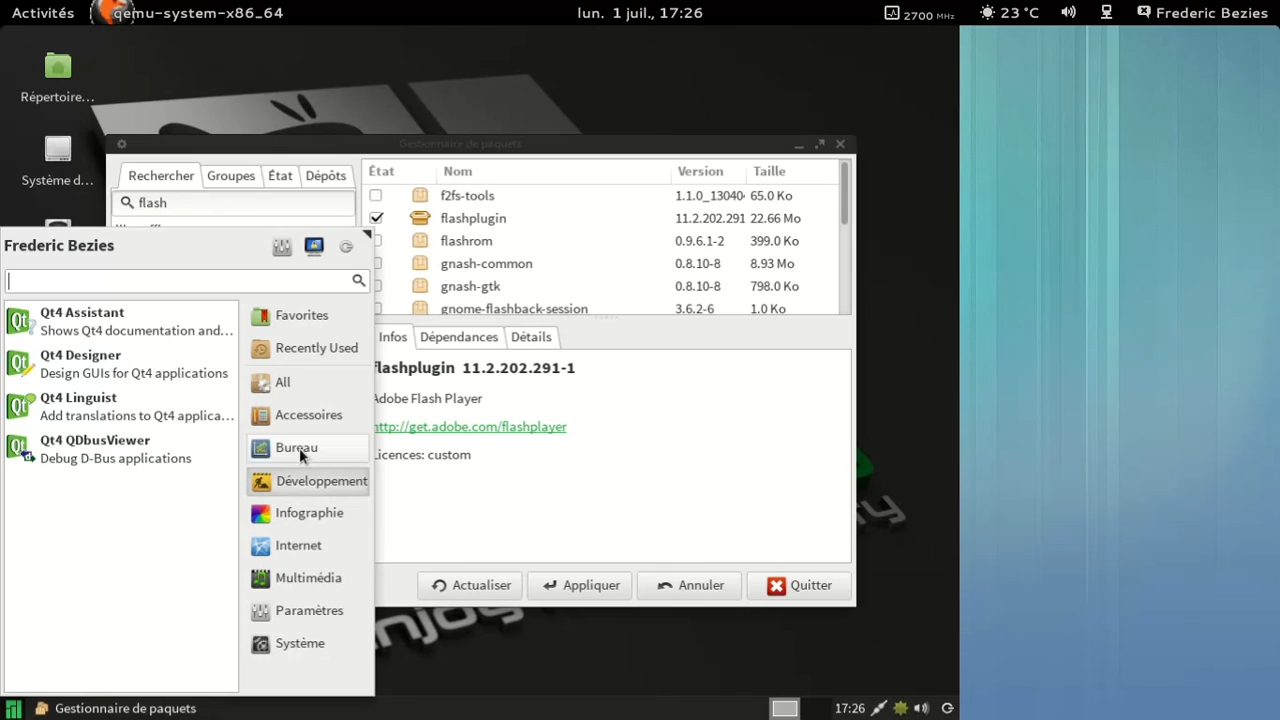 Activités qemu-system-x86_64 lun. 1 juil., 17:26 2700 MHz 23 °C Frederic Bezies
Répertoire…
Système d…
Gestionnaire de paquets
Rechercher Groupes État Dépôts
flash
État Nom Version Taille
f2fs-tools 1.1.0_13040 65.0 Ko
flashplugin 11.2.202.291 22.66 Mo
flashrom 0.9.6.1-2 399.0 Ko
gnash-common 0.8.10-8 8.93 Mo
gnash-gtk 0.8.10-8 798.0 Ko
gnome-flashback-session 3.6.2-6 1.0 Ko
Infos Dépendances Détails
flashplugin 11.2.202.291-1
Adobe Flash Player
http://get.adobe.com/flashplayer
Licences: custom
Actualiser Appliquer Annuler Quitter
Frederic Bezies
Qt4 Assistant
Shows Qt4 documentation and…
Qt4 Designer
Design GUIs for Qt4 applications
Qt4 Linguist
Add translations to Qt4 applica…
Qt4 QDbusViewer
Debug D-Bus applications
Favorites
Recently Used
All
Accessoires
Bureau
Développement
Infographie
Internet
Multimédia
Paramètres
Système
enjoy
Gestionnaire de paquets 17:26